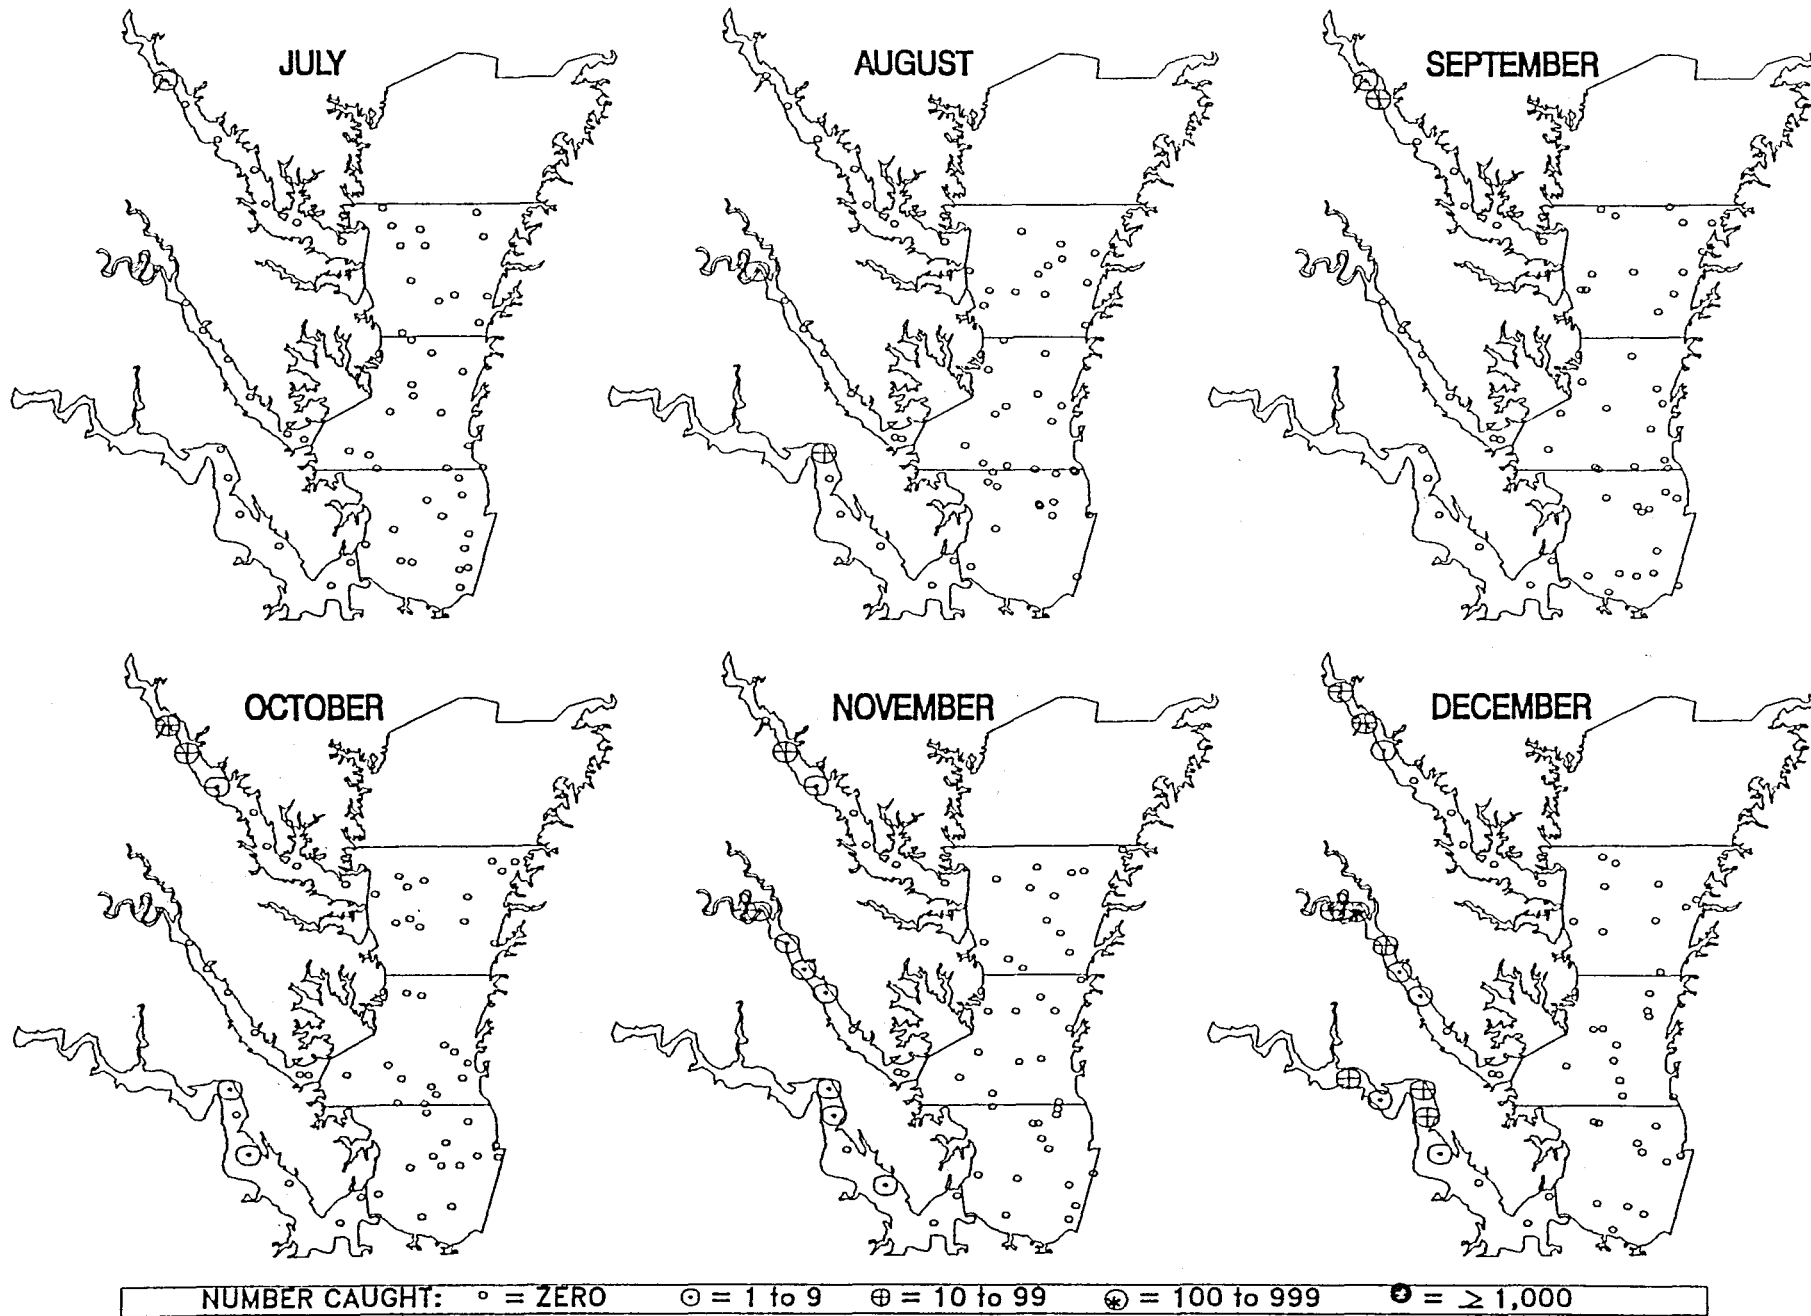 JULY
AUGUST
SEPTEMBER
OCTOBER
NOVEMBER
DECEMBER
NUMBER CAUGHT: ° = ZERO ⊙ = 1 to 9 ⊕ = 10 to 99 ⊛ = 100 to 999 = ≥ 1,000